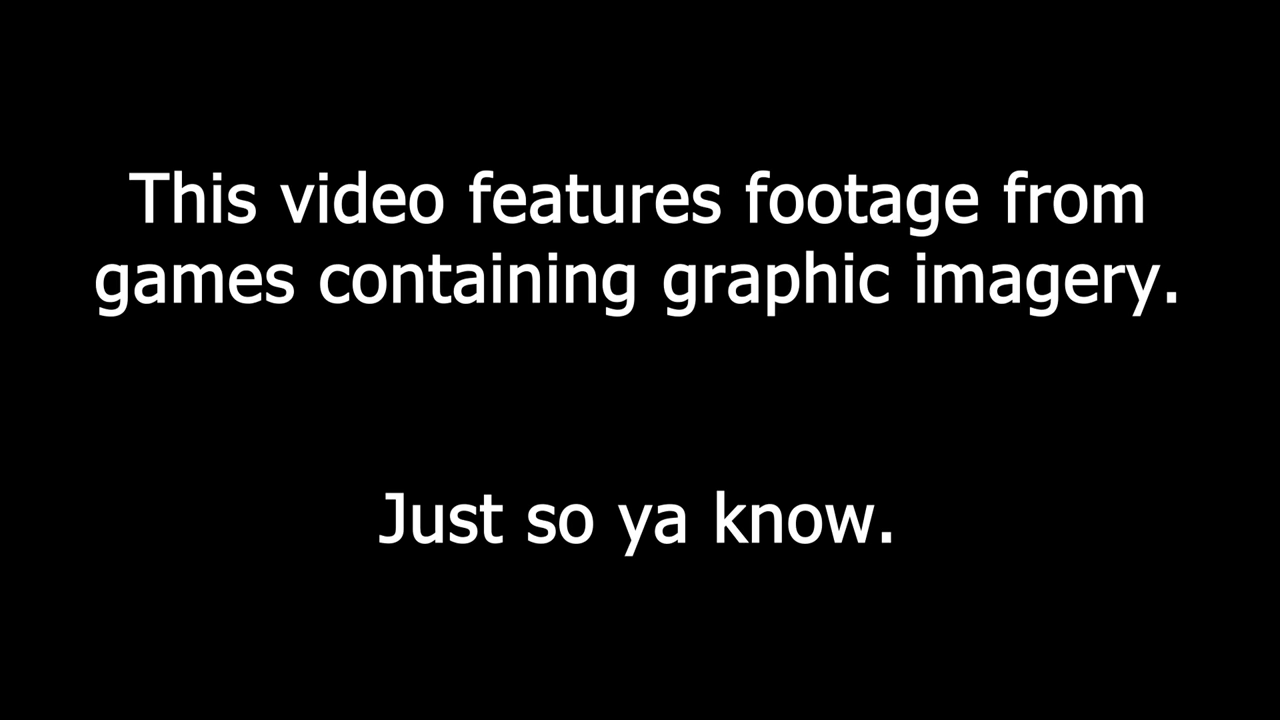 This video features footage from
games containing graphic imagery.
Just so ya know.